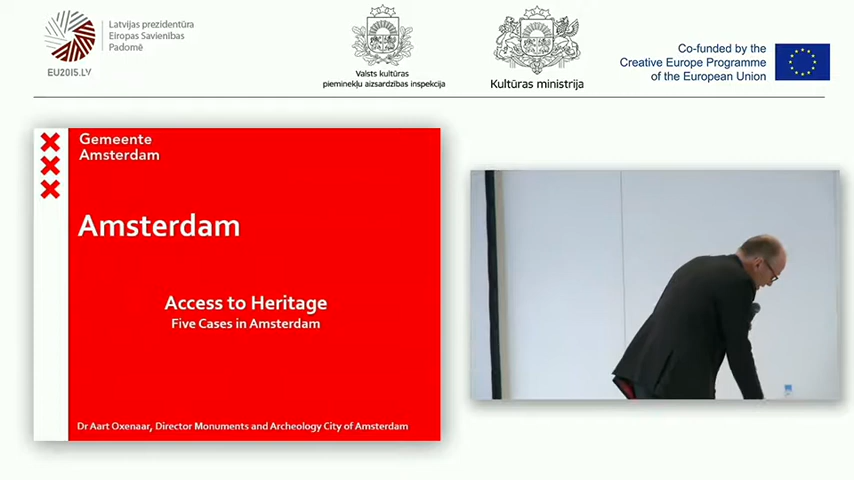 Latvijas prezidentūra
Eiropas Savienības
Padomē
EU2015.LV
Valsts kultūras
pieminekļu aizsardzības inspekcija
Kultūras ministrija
Co-funded by the
Creative Europe Programme
of the European Union
Gemeente
Amsterdam
Amsterdam
Access to Heritage
Five Cases in Amsterdam
Dr Aart Oxenaar, Director Monuments and Archeology City of Amsterdam